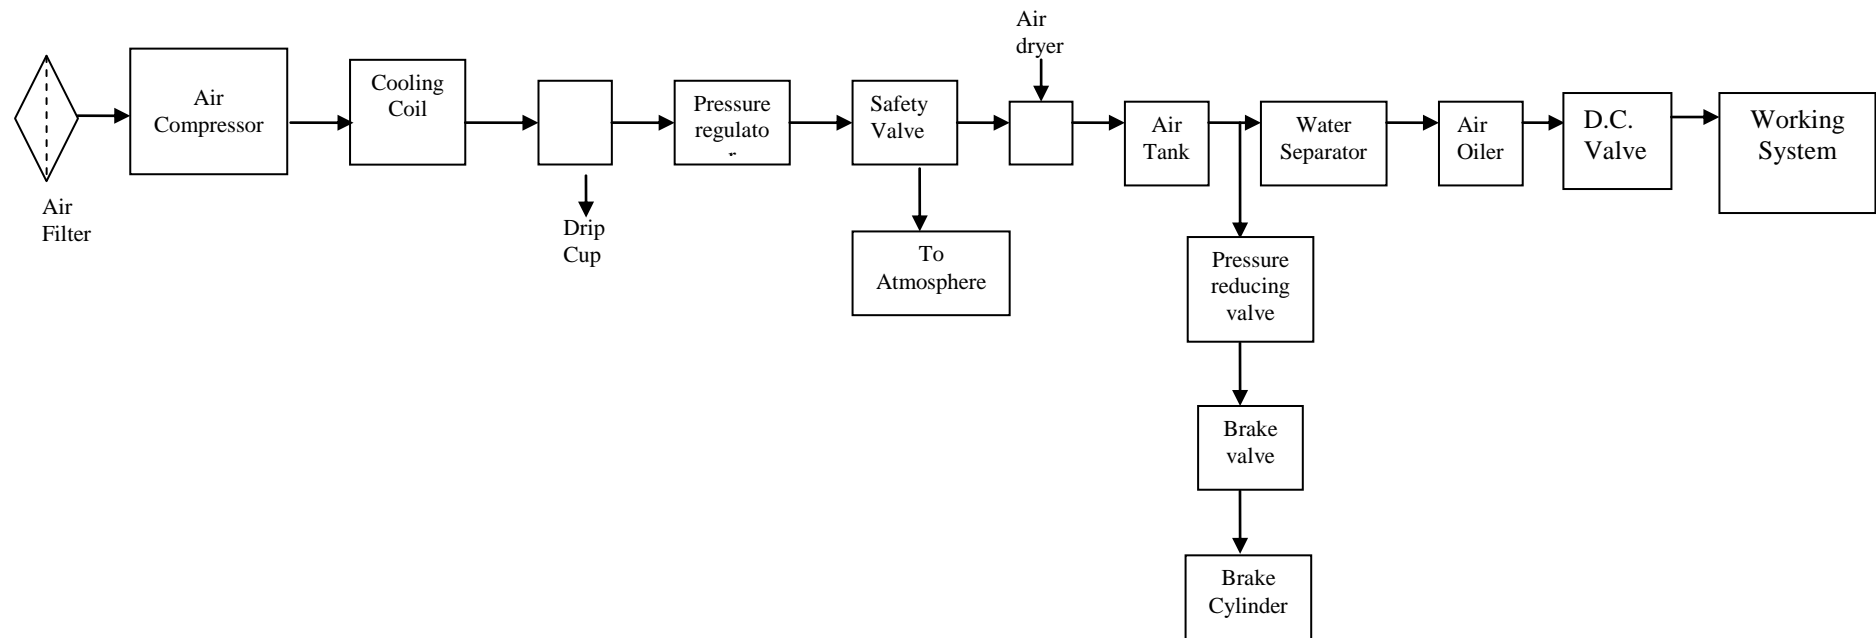 Air
Filter
Air
Compressor
Cooling
Coil
Drip
Cup
Pressure
regulato
r
Safety
Valve
To
Atmosphere
Air
dryer
Air
Tank
Water
Separator
Air
Oiler
D.C.
Valve
Working
System
Pressure
reducing
valve
Brake
valve
Brake
Cylinder